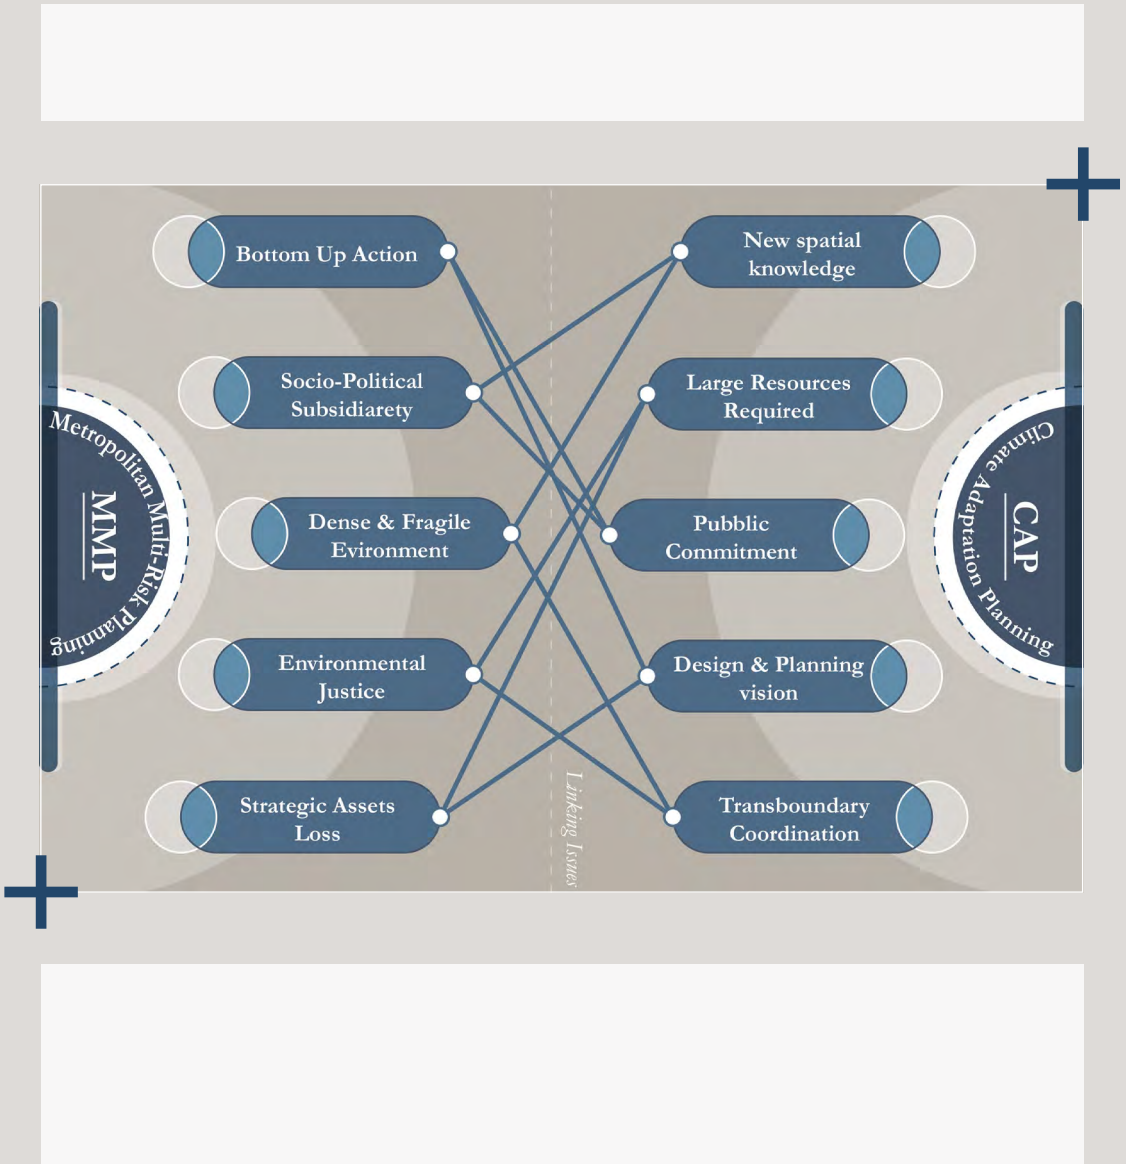 Bottom Up Action
Socio-Political
Subsidiarety
Dense & Fragile
Evironment
Environmental
Justice
Strategic Assets
Loss
New spatial
knowledge
Large Resources
Required
Pubblic
Commitment
Design & Planning
vision
Transboundary
Coordination
Metropolitan Multi-Risk Planning
MMP
Climate Adaptation Planning
CAP
Linking Issues